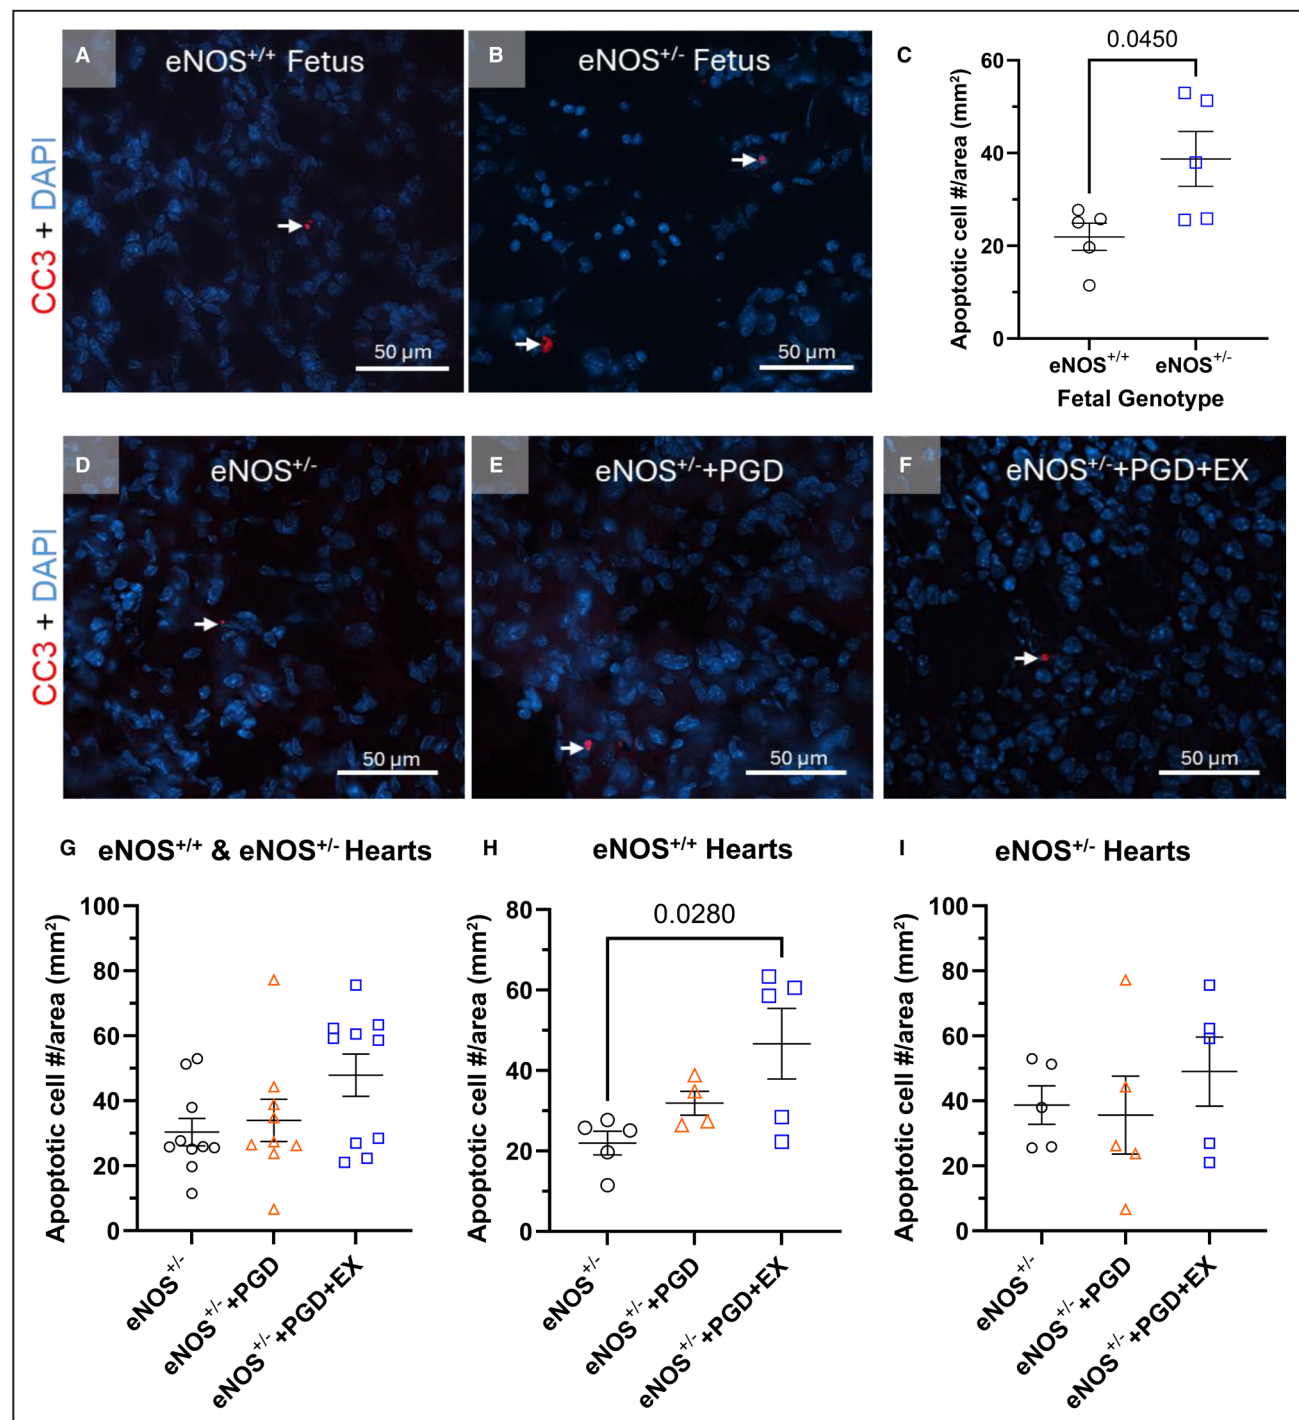 A
eNOS+/+ Fetus
B
eNOS+/- Fetus
CC3 + DAPI
50 µm
50 µm
C
0.0450
Apoptotic cell #/area (mm²)
60
40
20
0
eNOS+/+
eNOS+/-
Fetal Genotype
D
eNOS+/-
E
eNOS+/-+PGD
F
eNOS+/-+PGD+EX
CC3 + DAPI
50 µm
50 µm
50 µm
G
eNOS+/+ & eNOS+/- Hearts
Apoptotic cell #/area (mm²)
100
80
60
40
20
0
eNOS+/-
eNOS+/-+PGD
eNOS+/-+PGD+EX
H
eNOS+/+ Hearts
0.0280
Apoptotic cell #/area (mm²)
80
60
40
20
0
eNOS+/-
eNOS+/-+PGD
eNOS+/-+PGD+EX
I
eNOS+/- Hearts
Apoptotic cell #/area (mm²)
100
80
60
40
20
0
eNOS+/-
eNOS+/-+PGD
eNOS+/-+PGD+EX